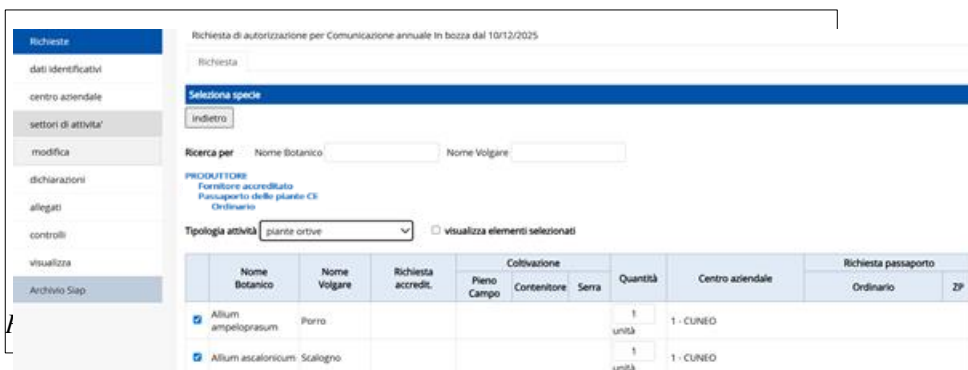 Richiesta di autorizzazione per Comunicazione annuale In bozza dal 10/12/2025
Richieste
dati identificativi
centro aziendale
settori di attivita'
modifica
dichiarazioni
allegati
controlli
visualizza
Archivio Siap
Richiesta
Seleziona specie
indietro
Ricerca per Nome Botanico Nome Volgare
PRODUTTORE
Fornitore accreditato
Passaporto delle piante CE
Ordinario
Tipologia attività piante ortive visualizza elementi selezionati
Nome Botanico Nome Volgare Richiesta accredit. Coltivazione Quantità Centro aziendale Richiesta passaporto
Pieno Campo Contenitore Serra Ordinario ZP
Allium ampeloprasum Porro 1 unità 1 - CUNEO
Allium ascalonicum Scalogno 1 unità 1 - CUNEO